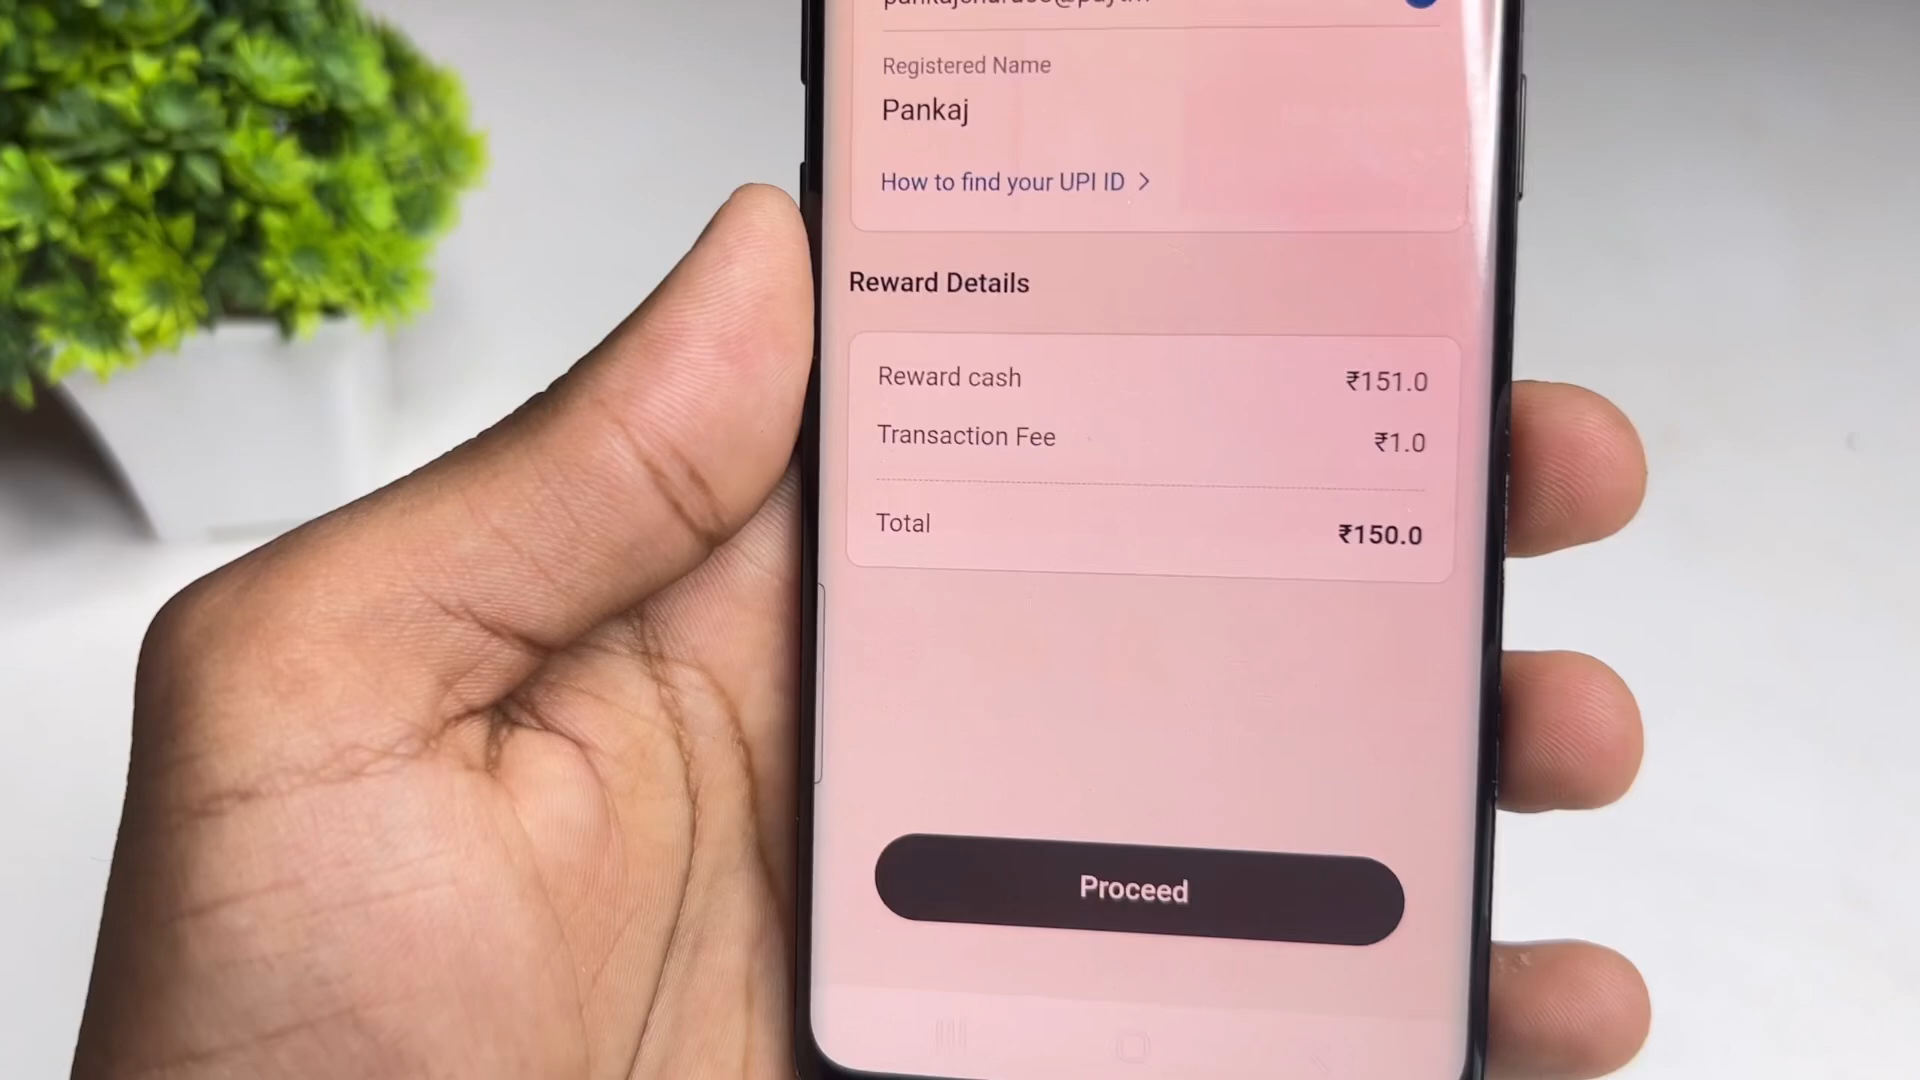 Registered Name
Pankaj
How to find your UPI ID >
Reward Details
Reward cash ₹151.0
Transaction Fee ₹1.0
Total ₹150.0
Proceed